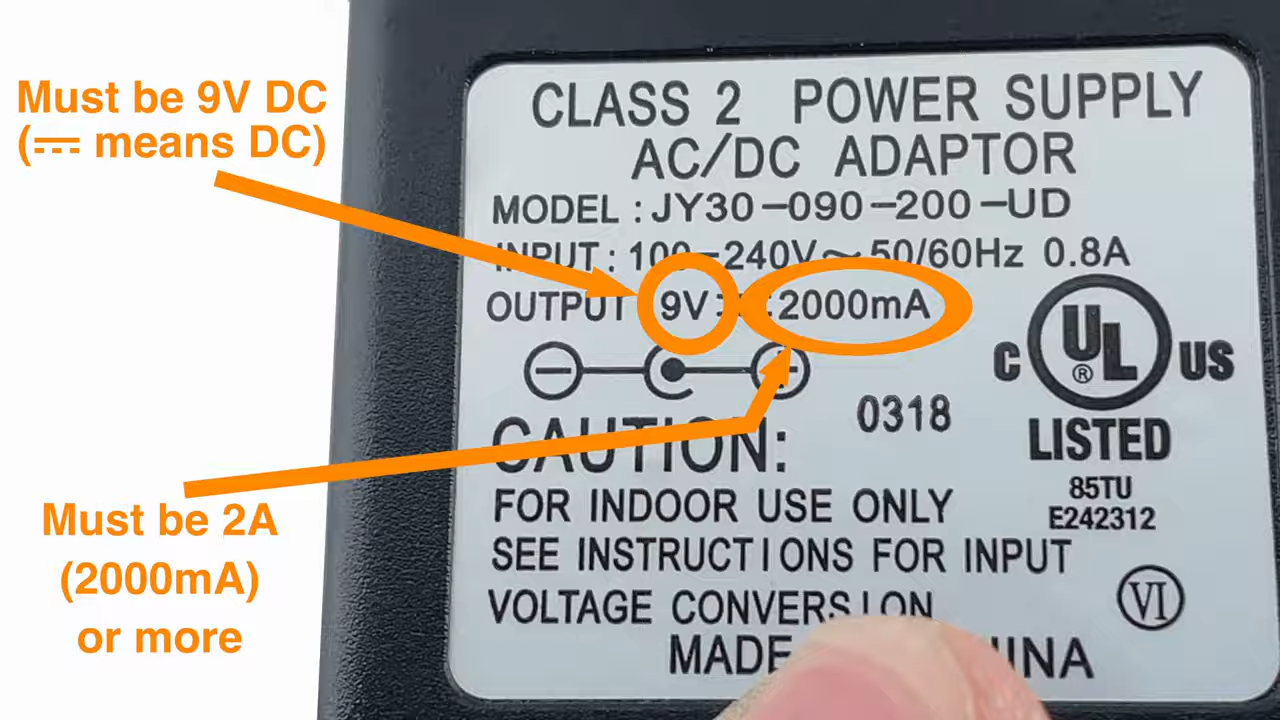 Must be 9V DC
(⎓ means DC)
Must be 2A
(2000mA)
or more
CLASS 2 POWER SUPPLY
AC/DC ADAPTOR
MODEL : JY30-090-200-UD
INPUT : 100-240V~50/60Hz 0.8A
OUTPUT 9V⎓2000mA
0318
CAUTION:
FOR INDOOR USE ONLY
SEE INSTRUCTIONS FOR INPUT
VOLTAGE CONVERSION
MADE
C UL ® US
LISTED
85TU
E242312
VI